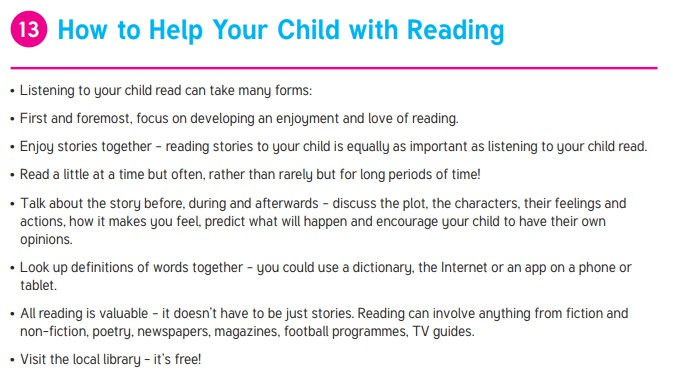 13 How to Help Your Child with Reading
• Listening to your child read can take many forms:
• First and foremost, focus on developing an enjoyment and love of reading.
• Enjoy stories together – reading stories to your child is equally as important as listening to your child read.
• Read a little at a time but often, rather than rarely but for long periods of time!
• Talk about the story before, during and afterwards – discuss the plot, the characters, their feelings and
actions, how it makes you feel, predict what will happen and encourage your child to have their own
opinions.
• Look up definitions of words together – you could use a dictionary, the Internet or an app on a phone or
tablet.
• All reading is valuable – it doesn't have to be just stories. Reading can involve anything from fiction and
non-fiction, poetry, newspapers, magazines, football programmes, TV guides.
• Visit the local library – it's free!